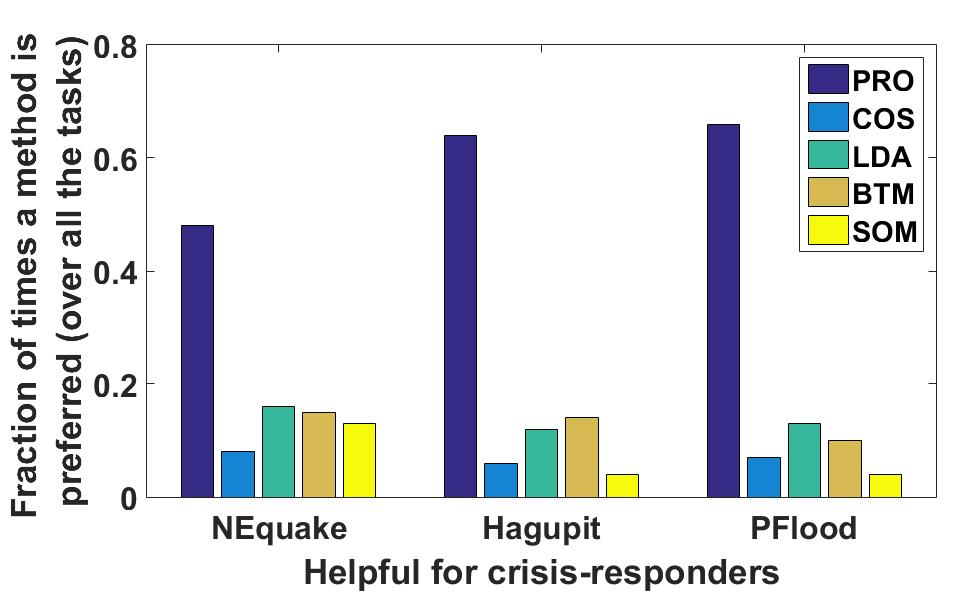 Fraction of times a method is
preferred (over all the tasks)
0.8
0.6
0.4
0.2
0
PRO
COS
LDA
BTM
SOM
NEquake Hagupit PFlood
Helpful for crisis-responders